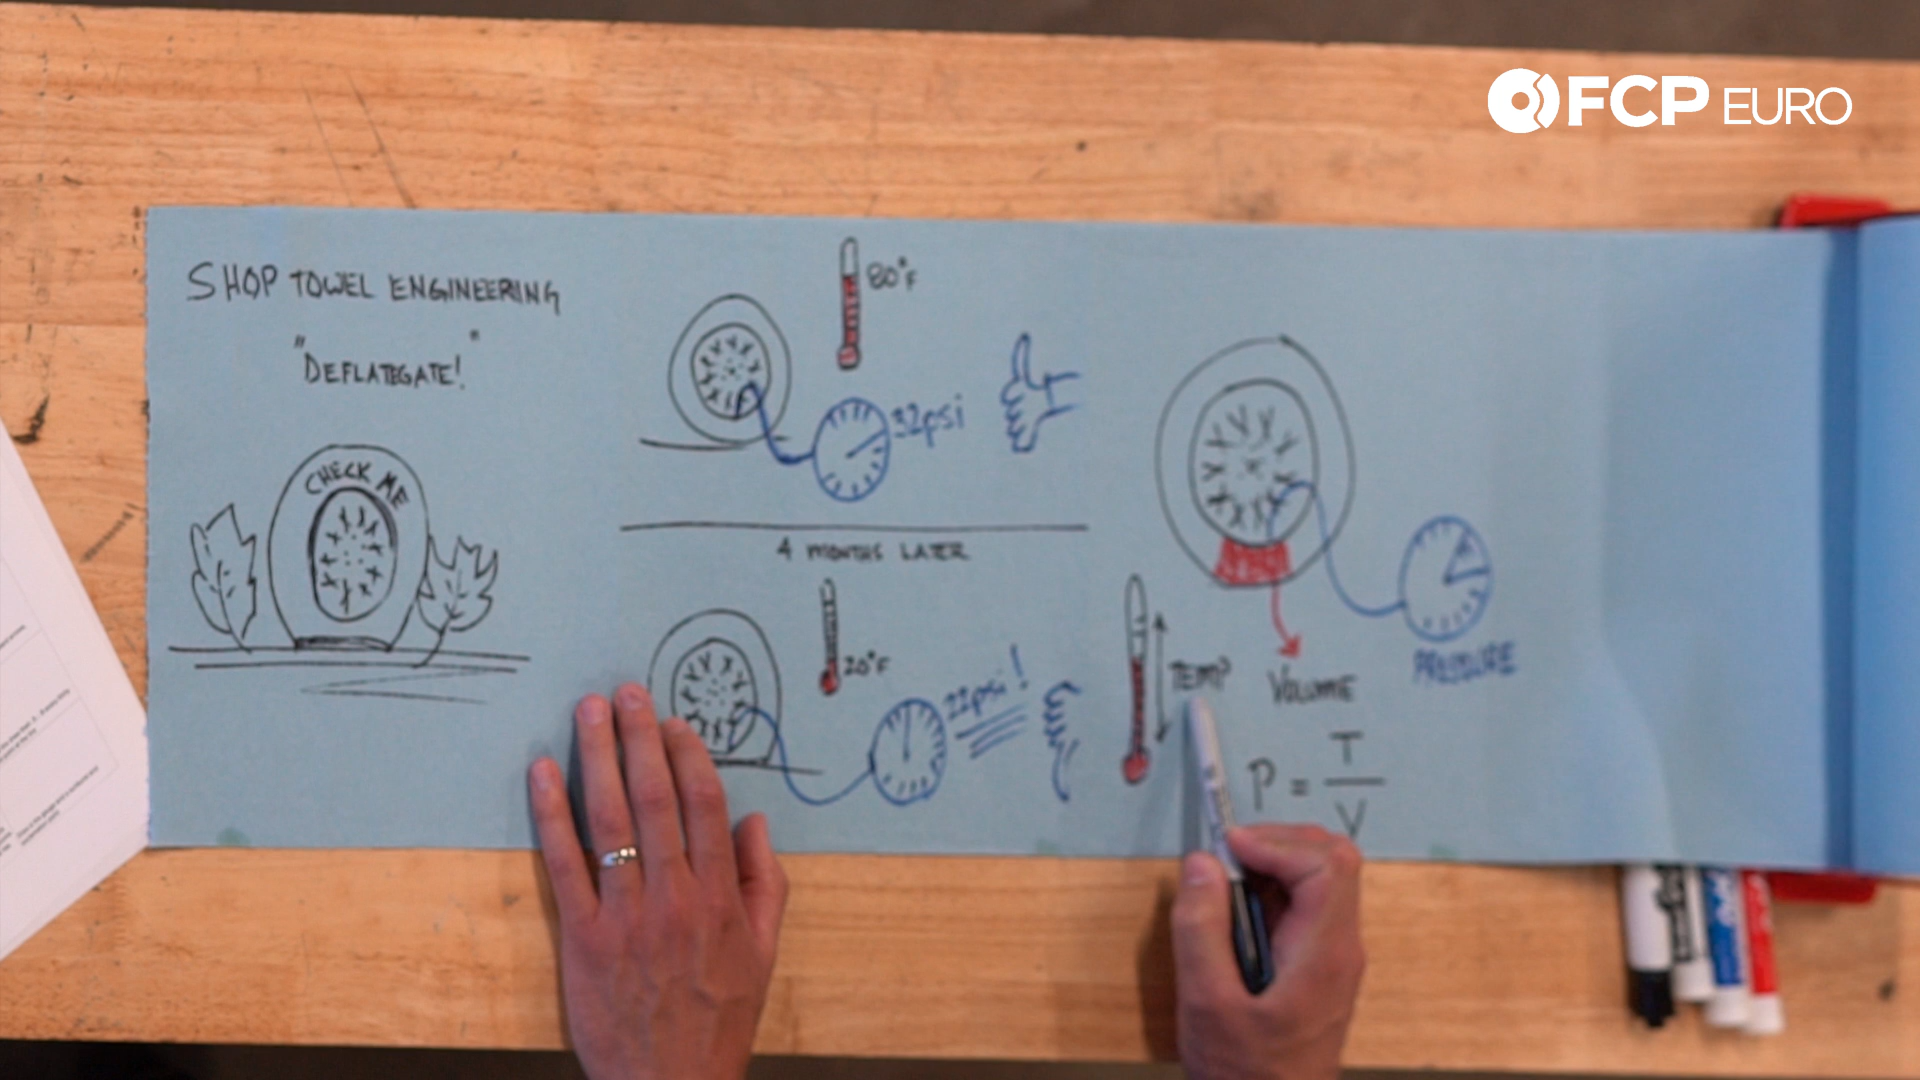 FCP EURO
SHOP TOWEL ENGINEERING
"DEFLATEGATE!"
CHECK ME
80°F
32psi
4 MONTHS LATER
20°F
22psi!
TEMP
VOLUME
PRESSURE
P = T
V